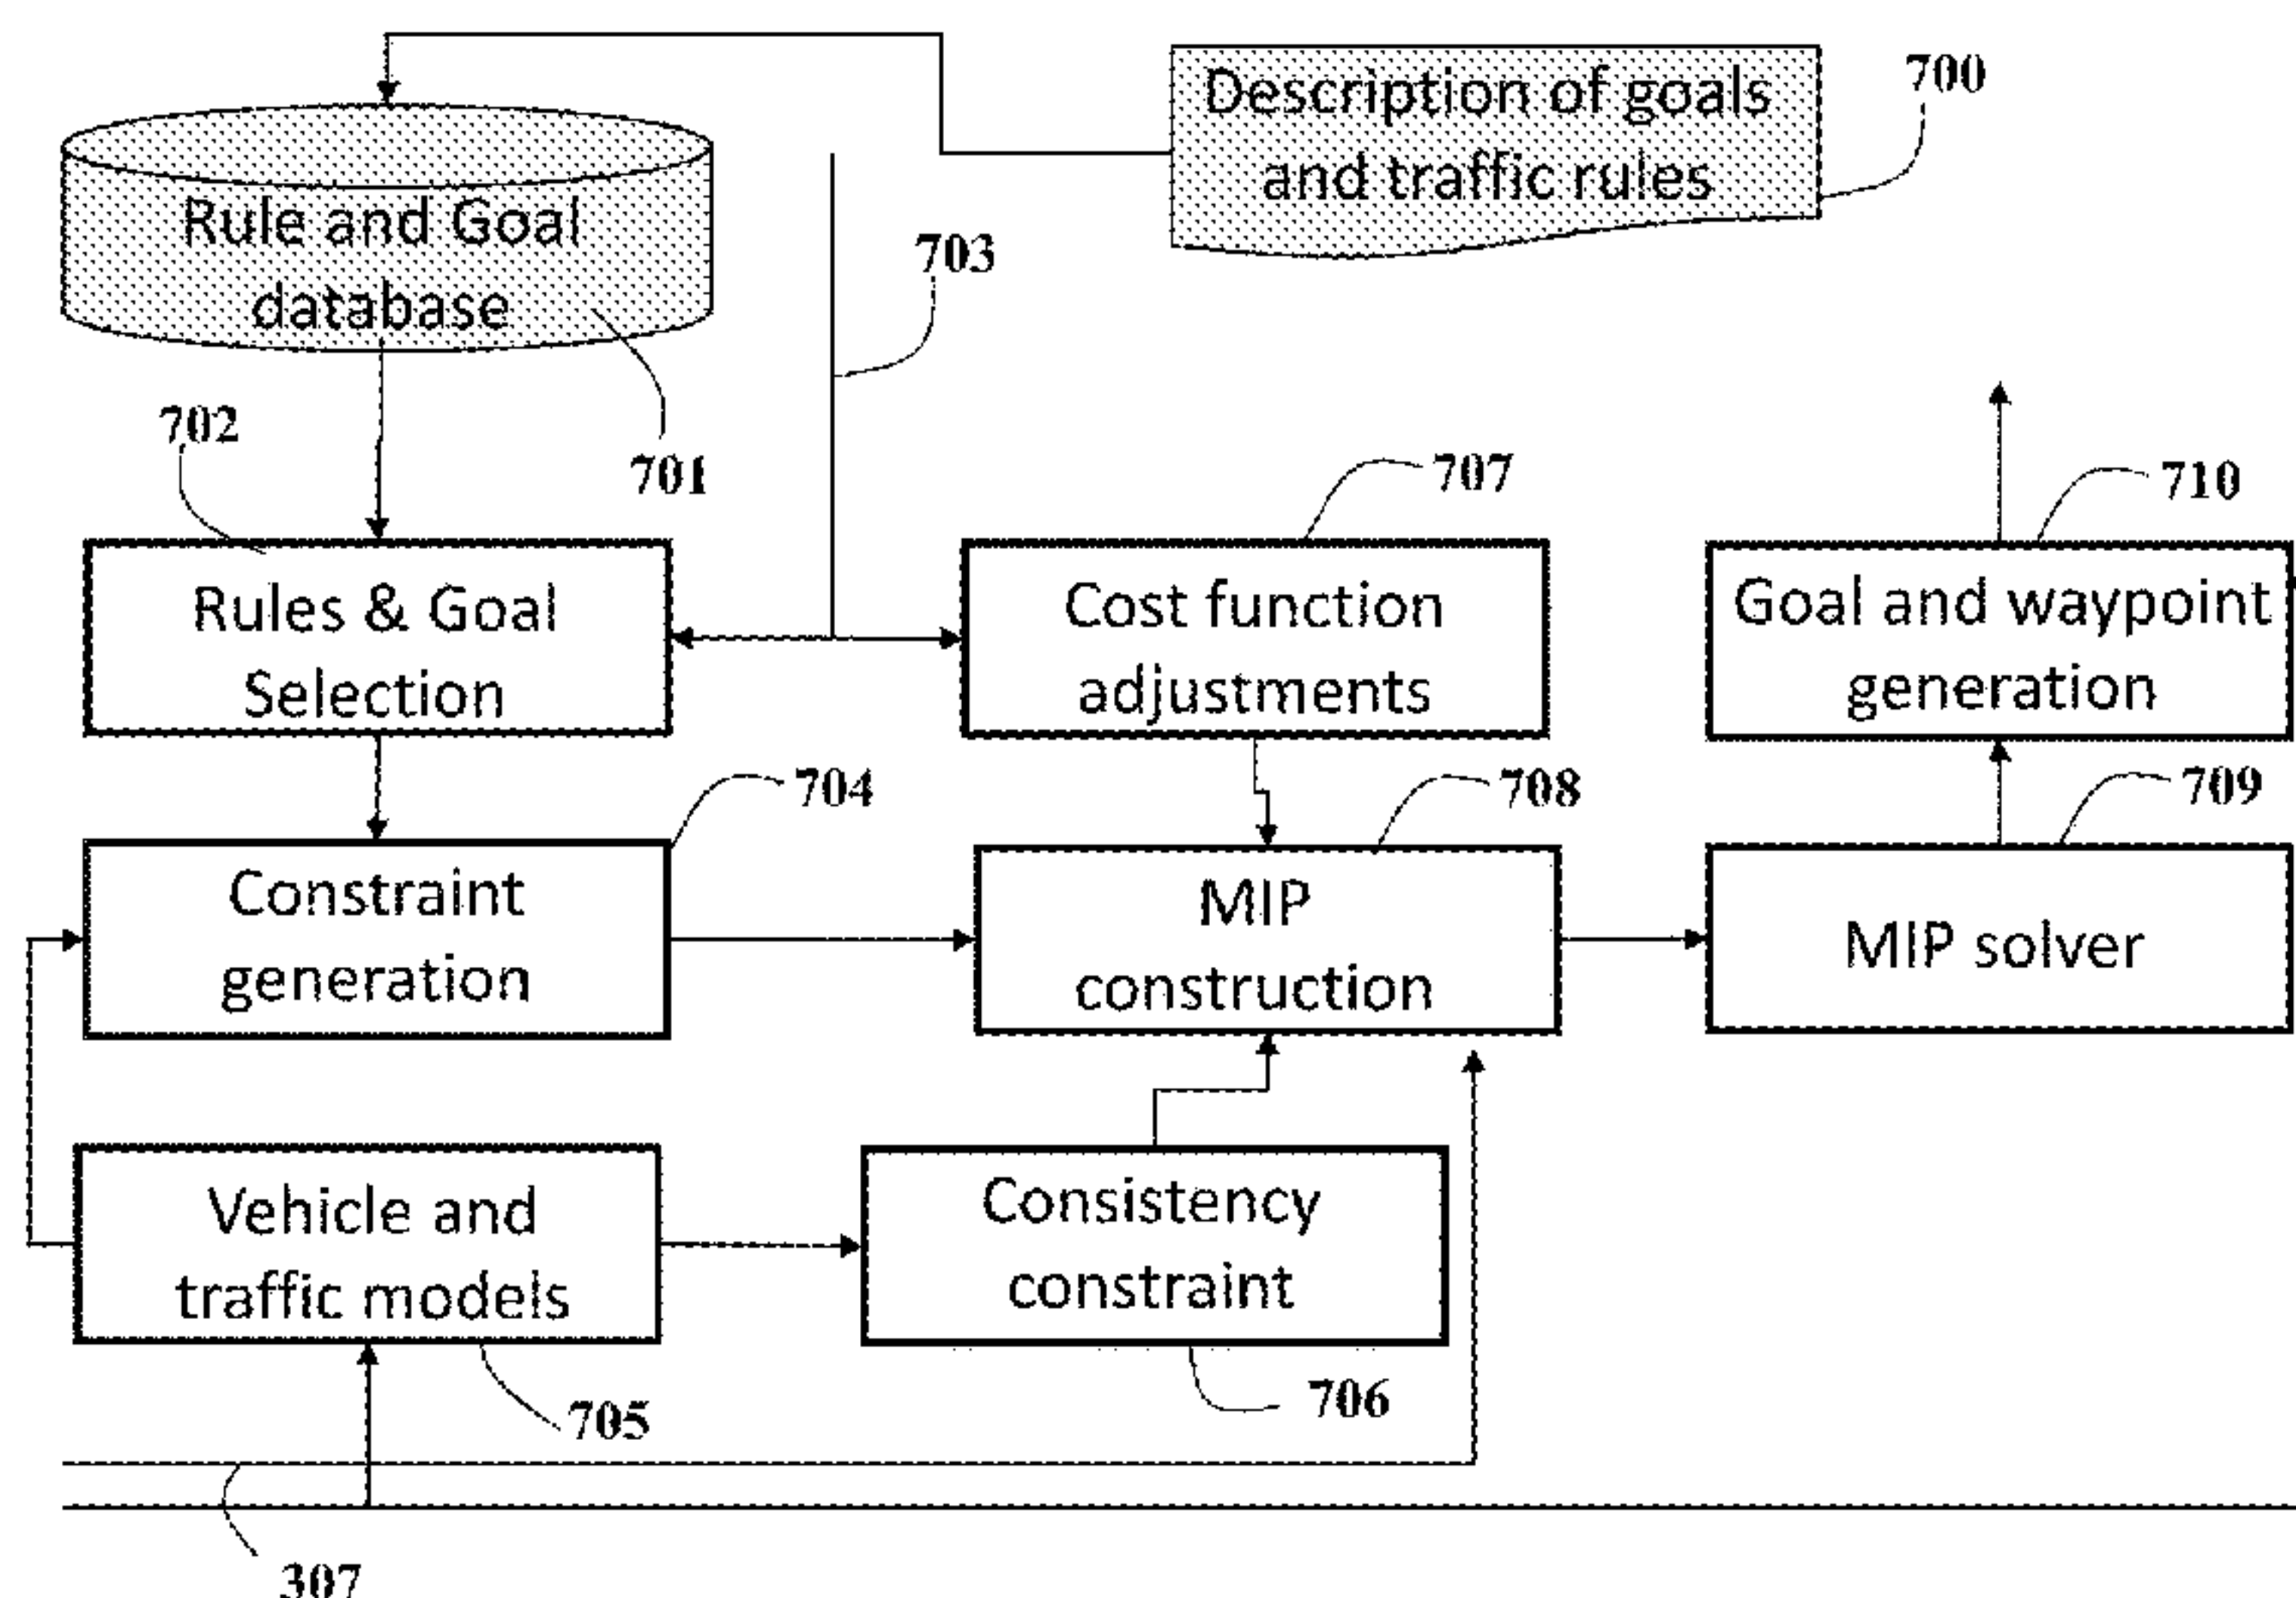 Description of goals
and traffic rules
700
Rule and Goal
database
703
702
701
707
710
Rules & Goal
Selection
Cost function
adjustments
Goal and waypoint
generation
704
708
709
Constraint
generation
MIP
construction
MIP solver
Vehicle and
traffic models
Consistency
constraint
705
706
307